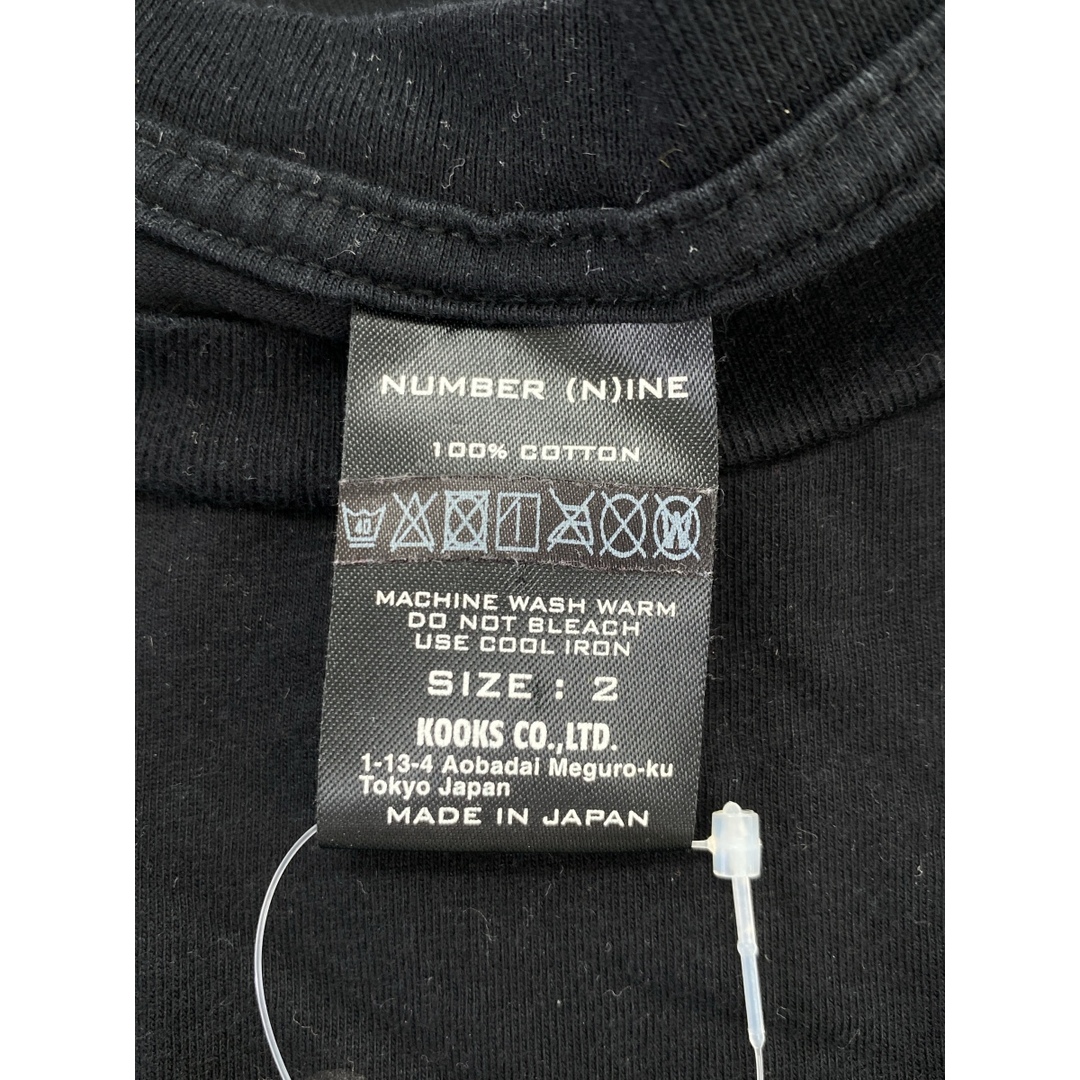 NUMBER (N)INE
100% COTTON
40 W
MACHINE WASH WARM
DO NOT BLEACH
USE COOL IRON
SIZE : 2
KOOKS CO.,LTD.
1-13-4 Aobadai Meguro-ku
Tokyo Japan
MADE IN JAPAN